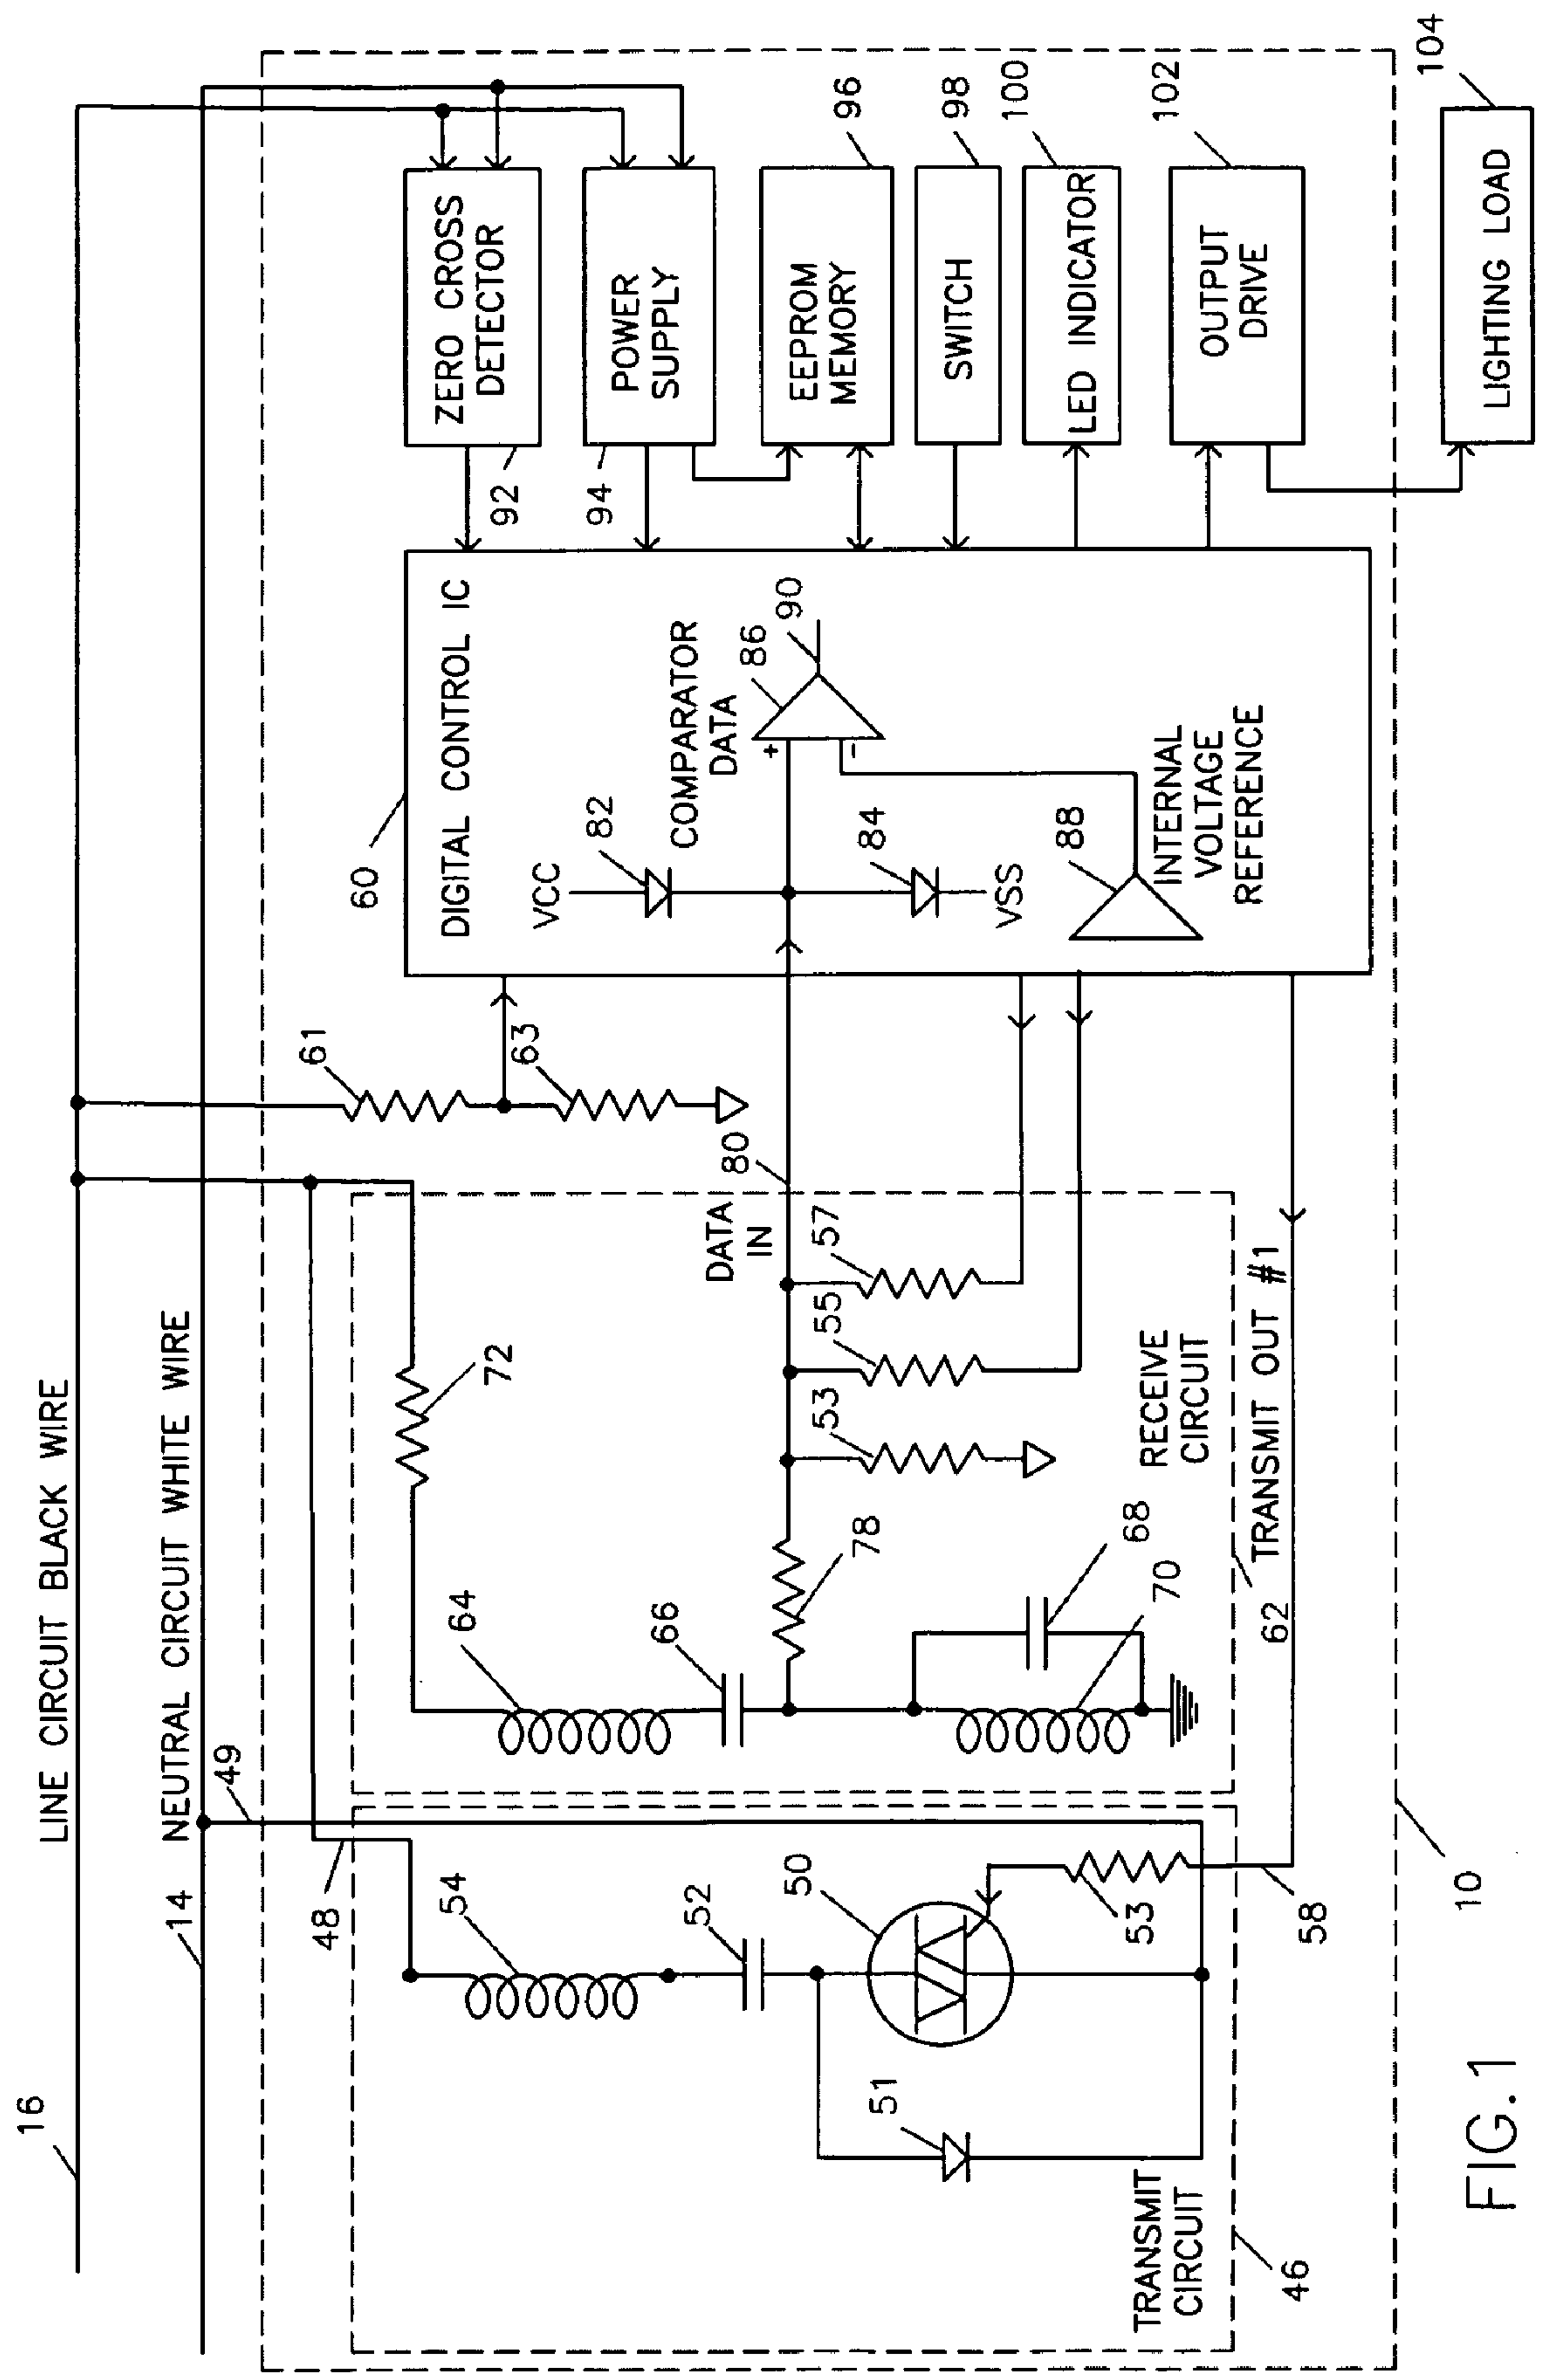 16
LINE CIRCUIT BLACK WIRE
14
NEUTRAL CIRCUIT WHITE WIRE
49
48
54
52
50
51
53
58
TRANSMIT
CIRCUIT
46
64
66
72
78
68
70
62
RECEIVE
CIRCUIT
53
55
57
DATA
IN
80
TRANSMIT OUT #1
61
63
60
DIGITAL CONTROL IC
VCC
82
COMPARATOR
DATA
86
90
+
-
84
VSS
88
INTERNAL
VOLTAGE
REFERENCE
ZERO CROSS
DETECTOR
92
POWER
SUPPLY
94
EEPROM
MEMORY
96
SWITCH
98
LED INDICATOR
100
OUTPUT
DRIVE
102
LIGHTING LOAD
104
10
FIG.1